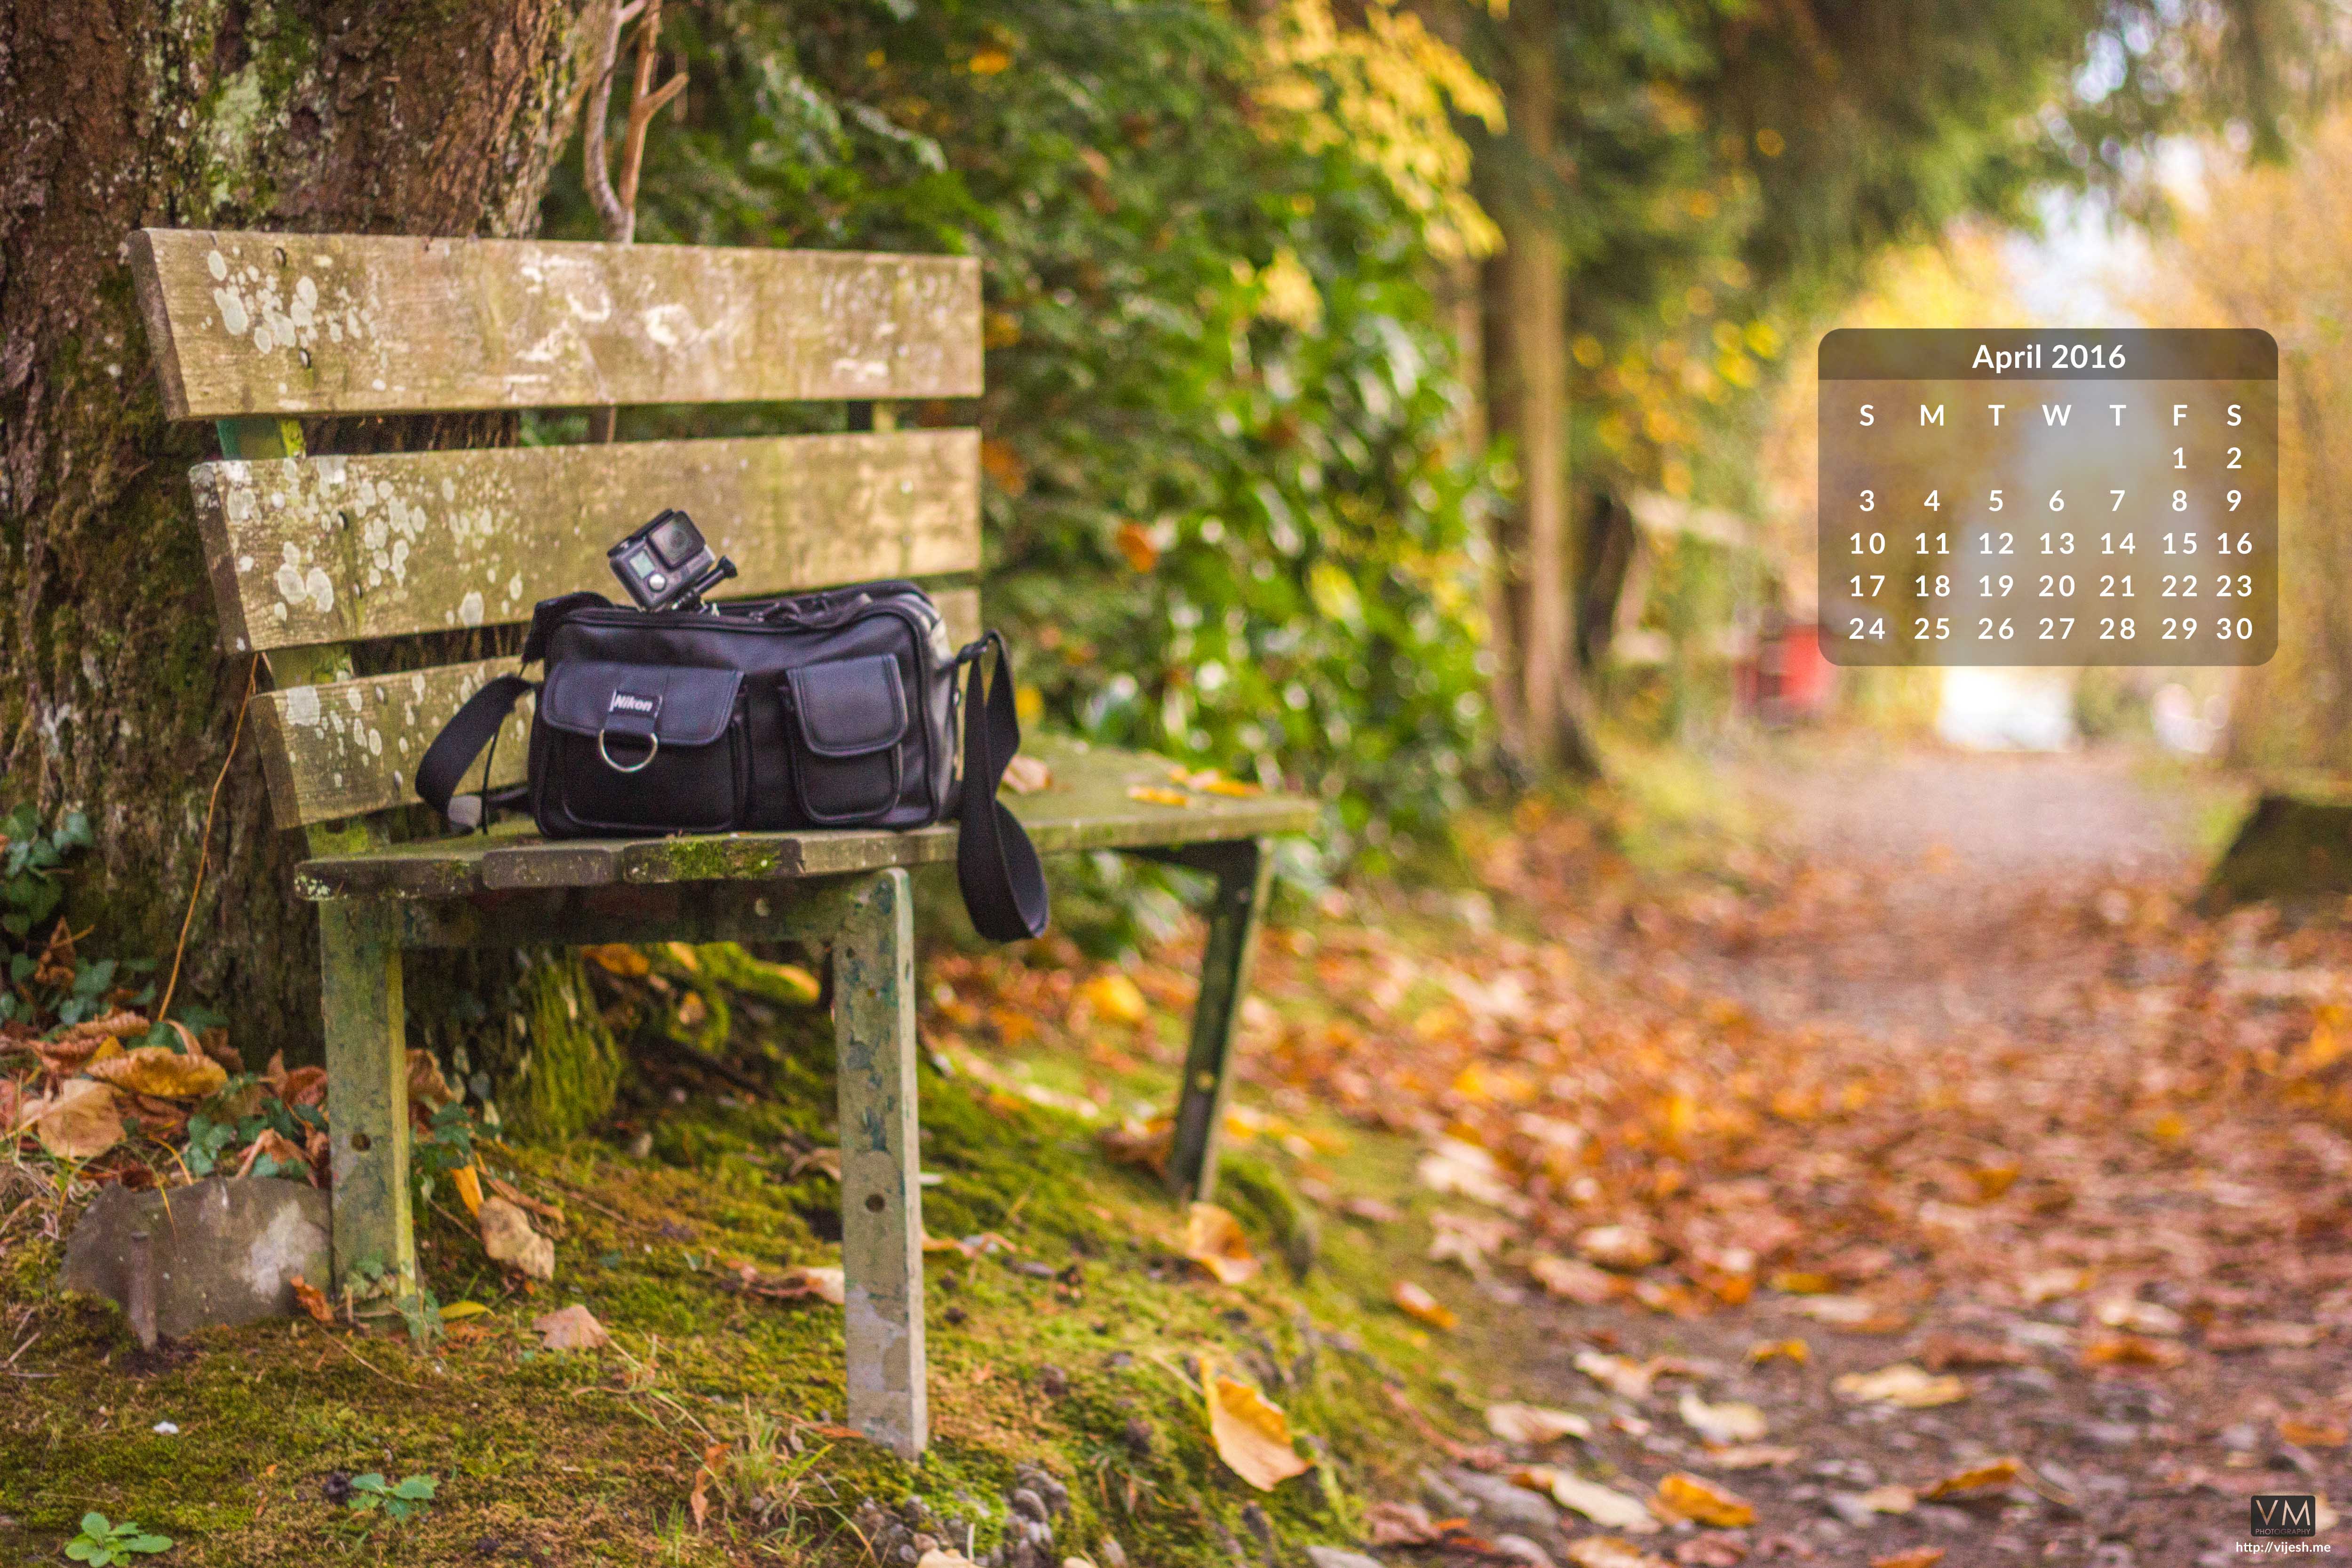 Nikon
April 2016
S M T W T F S
1 2
3 4 5 6 7 8 9
10 11 12 13 14 15 16
17 18 19 20 21 22 23
24 25 26 27 28 29 30
VM
PHOTOGRAPHY
http://vijesh.me